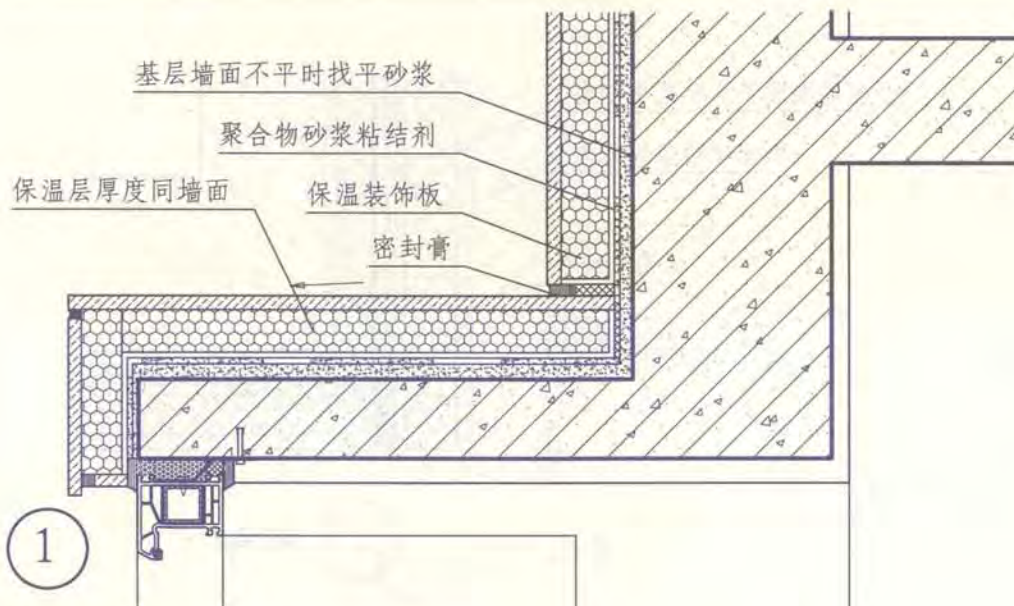 基层墙面不平时找平砂浆
聚合物砂浆粘结剂
保温层厚度同墙面
保温装饰板
密封膏
1